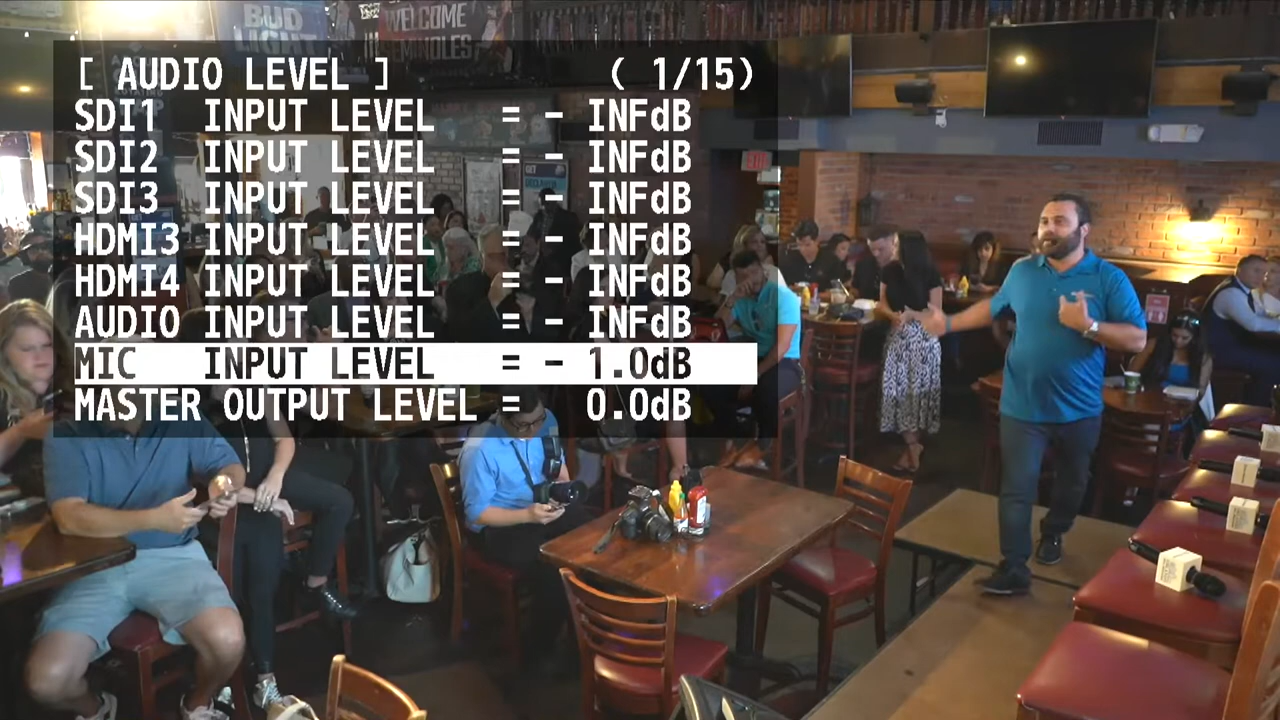 BUD
LIGHT
WELCOME
SEMINOLES
[ AUDIO LEVEL ] ( 1/15)
SDI1 INPUT LEVEL = - INFdB
SDI2 INPUT LEVEL = - INFdB
SDI3 INPUT LEVEL = - INFdB
HDMI3 INPUT LEVEL = - INFdB
HDMI4 INPUT LEVEL = - INFdB
AUDIO INPUT LEVEL = - INFdB
MIC INPUT LEVEL = - 1.0dB
MASTER OUTPUT LEVEL = 0.0dB
EXIT